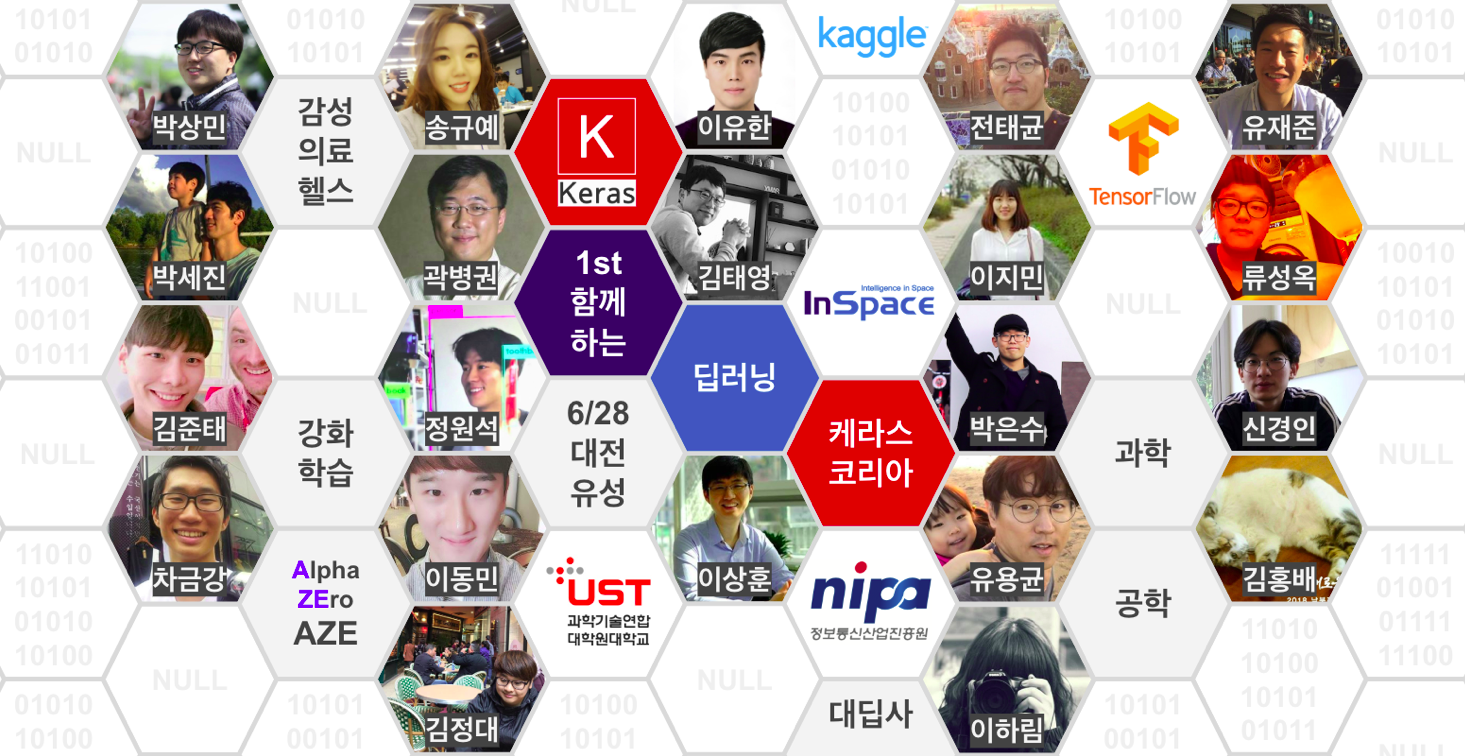 10101
01010
박상민
01010
10101
송규예
NULL
이유한
kaggle
전태균
10100
10101
유재준
01010
10101
NULL
감성
의료
헬스
K
Keras
10100
10101
01010
10101
TensorFlow
NULL
박세진
곽병권
김태영
이지민
류성옥
10100
11001
00101
01011
NULL
1st
함께
하는
Intelligence in Space
InSpace
NULL
10010
10101
01010
10101
김준태
정원석
딥러닝
박은수
신경인
NULL
강화
학습
6/28
대전
유성
케라스
코리아
과학
NULL
차금강
이동민
이상훈
유용균
김홍배
11010
10101
01010
10100
Alpha
ZEro
AZE
UST
과학기술연합
대학원대학교
nipa
정보통신산업진흥원
공학
11111
01001
01111
11100
NULL
김정대
NULL
이하림
11010
10100
10101
01011
01010
10100
10101
00101
10100
01010
대딥사
10101
00101